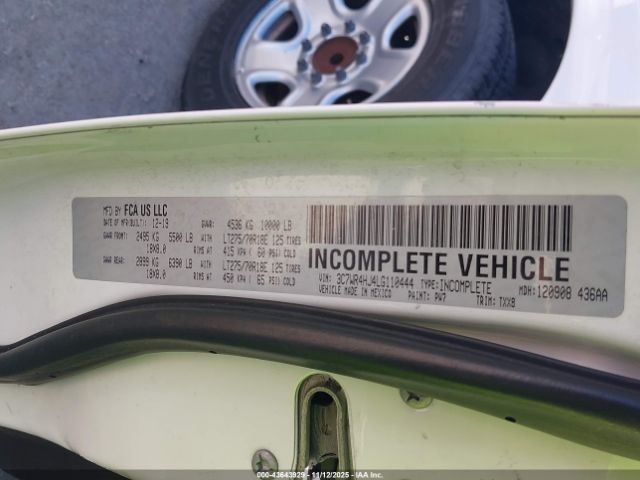 MFD BY FCA US LLC
DATE OF MFR/BUILT: 12-19 GVWR: 4536 KG 10000 LB
GAWR FRONT: 2495 KG 5500 LB WITH LT275/70R18E 125 TIRES
18X8.0 RIMS AT 415 KPA/( 60 PSI) COLD
GAWR REAR: 2899 KG 6390 LB WITH LT275/70R18E 125 TIRES
18X8.0 RIMS AT 450 KPA/( 65 PSI) COLD
INCOMPLETE VEHICLE
VIN: 3C7WR4HJ4LG110444 TYPE: INCOMPLETE
VEHICLE MADE IN MEXICO PAINT: PW7 MDH: 120908 436AA
TRIM: TXX8
© 00-43643929 - 11/12/2025 - IAAI, Inc.